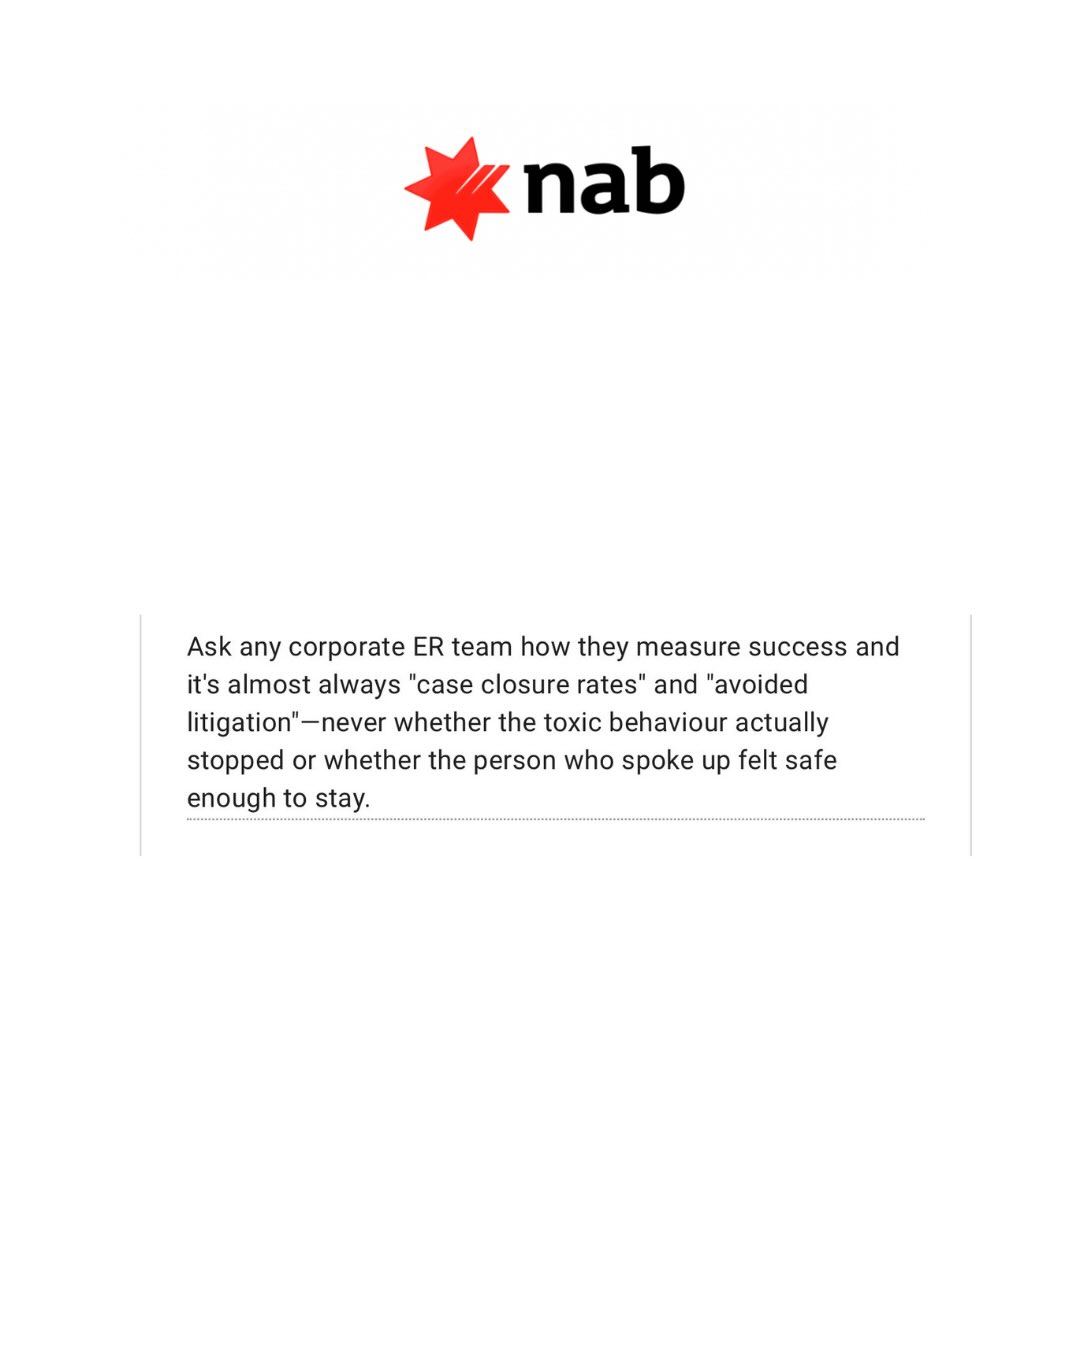 nab
Ask any corporate ER team how they measure success and
it's almost always "case closure rates" and "avoided
litigation"—never whether the toxic behaviour actually
stopped or whether the person who spoke up felt safe
enough to stay.